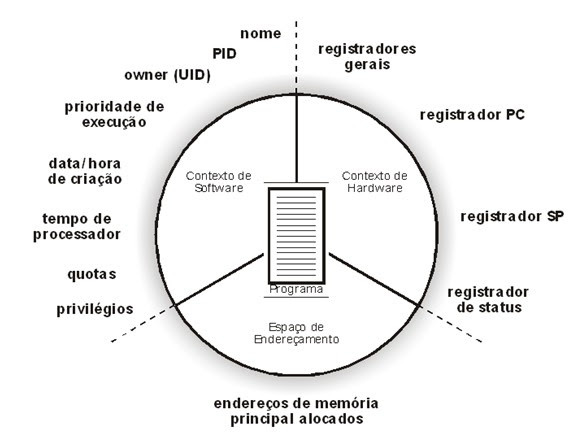 nome
PID
owner (UID)
prioridade de
execução
data/hora
de criação
tempo de
processador
quotas
privilégios
registradores
gerais
registrador PC
registrador SP
registrador
de status
Contexto de
Software
Contexto de
Hardware
Programa
Espaço de
Endereçamento
endereços de memória
principal alocados